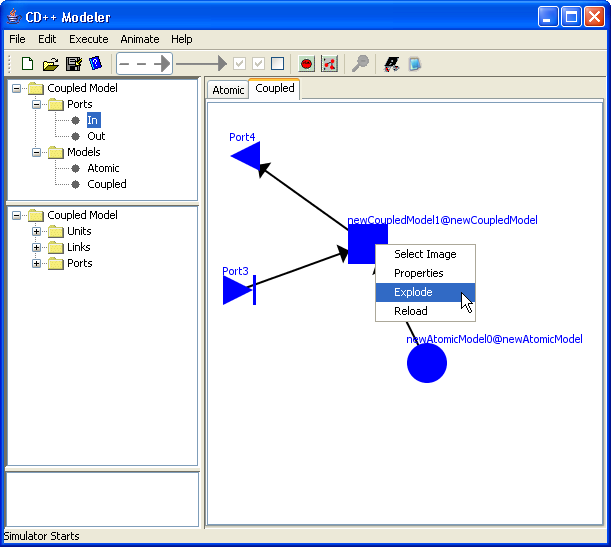 CD++ Modeler
File Edit Execute Animate Help
Coupled Model
Ports
In
Out
Models
Atomic
Coupled
Coupled Model
Units
Links
Ports
Atomic Coupled
Port4
newCoupledModel1@newCoupledModel
Select Image
Properties
Explode
Reload
Port3
newAtomicModel0@newAtomicModel
Simulator Starts